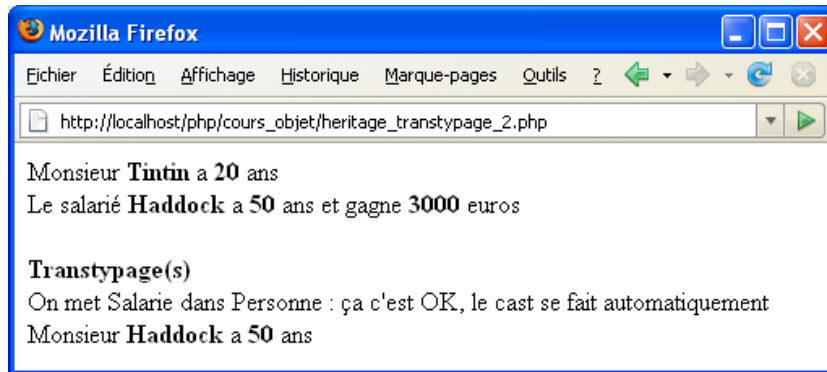 Mozilla Firefox
Fichier Édition Affichage Historique Marque-pages Outils ?
http://localhost/php/cours_objet/heritage_transtypage_2.php
Monsieur Tintin a 20 ans
Le salarié Haddock a 50 ans et gagne 3000 euros
Transtypage(s)
On met Salarie dans Personne : ça c'est OK, le cast se fait automatiquement
Monsieur Haddock a 50 ans